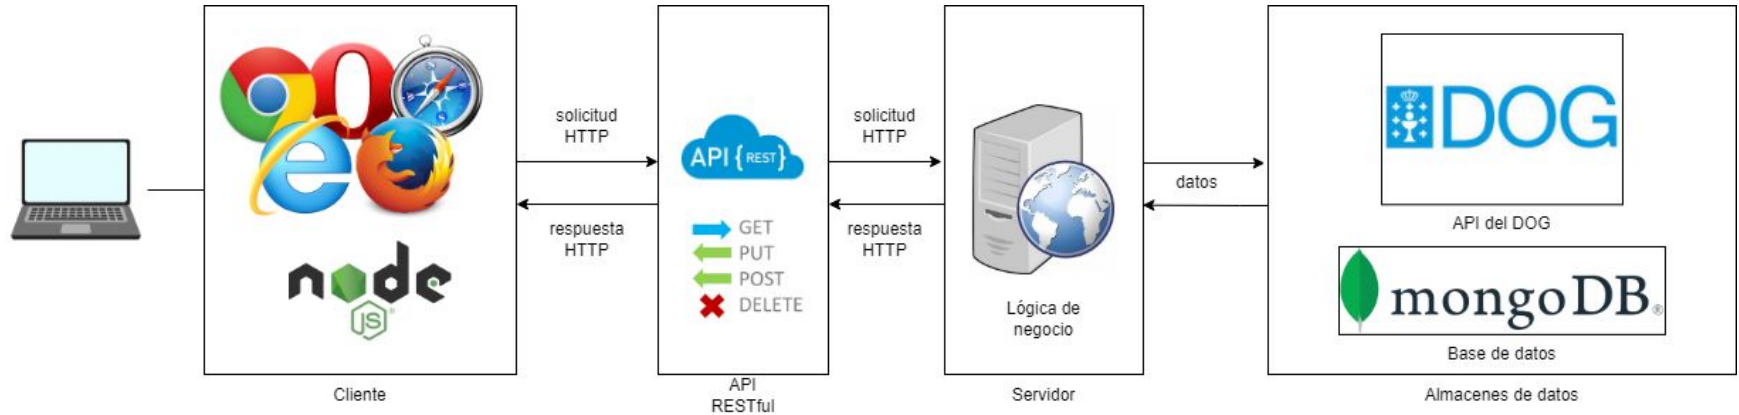 solicitud
HTTP
respuesta
HTTP
node
JS
Cliente
API {REST}
GET
PUT
POST
DELETE
API
RESTful
solicitud
HTTP
respuesta
HTTP
Lógica de
negocio
Servidor
datos
DOG
API del DOG
mongoDB®
Base de datos
Almacenes de datos